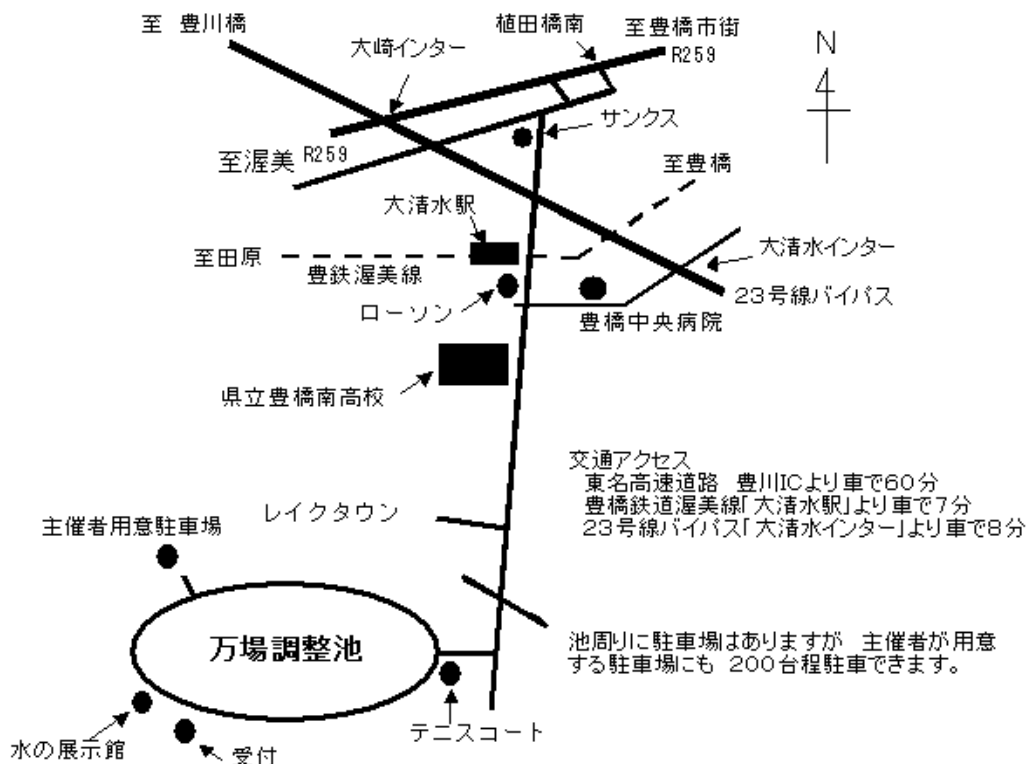 至 豊川橋
大崎インター
植田橋南
至豊橋市街
R259
N
サンクス
至渥美 R259
至豊橋
大清水駅
至田原
豊鉄渥美線
大清水インター
ローソン
豊橋中央病院
23号線バイパス
県立豊橋南高校
交通アクセス
東名高速道路 豊川ICより車で60分
豊橋鉄道渥美線「大清水駅」より車で7分
23号線バイパス「大清水インター」より車で8分
レイクタウン
主催者用意駐車場
万場調整池
池周りに駐車場はありますが 主催者が用意
する駐車場にも 200台程駐車できます。
テニスコート
水の展示館
受付